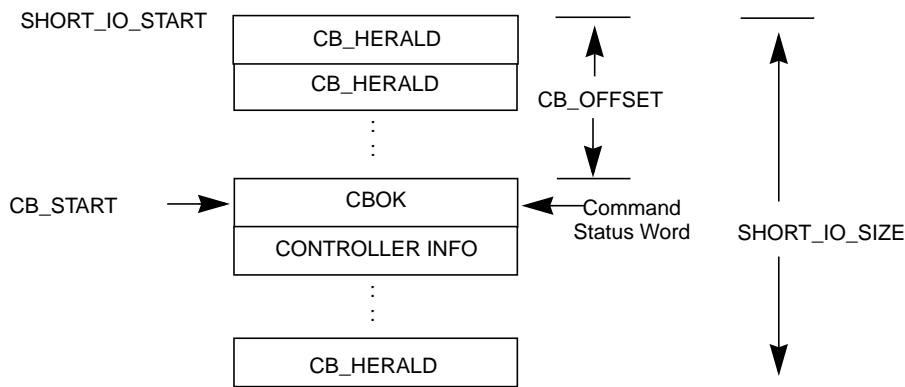 SHORT_IO_START
CB_HERALD
CB_HERALD
CB_OFFSET
CB_START
CBOK
Command
Status Word
CONTROLLER INFO
SHORT_IO_SIZE
CB_HERALD